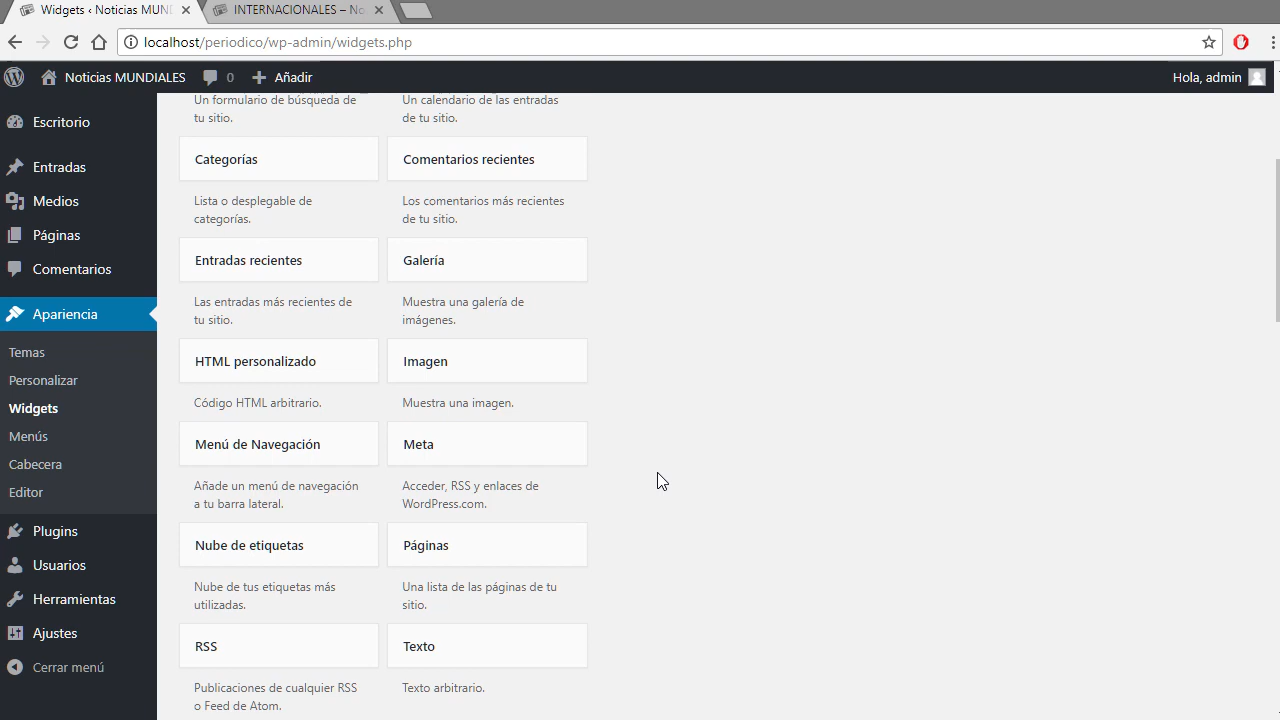 Widgets ‹ Noticias MUN
INTERNACIONALES – No
localhost/periodico/wp-admin/widgets.php
Noticias MUNDIALES
0
Añadir
Hola, admin
Escritorio
Entradas
Medios
Páginas
Comentarios
Apariencia
Temas
Personalizar
Widgets
Menús
Cabecera
Editor
Plugins
Usuarios
Herramientas
Ajustes
Cerrar menú
Un formulario de búsqueda de
tu sitio.
Un calendario de las entradas
de tu sitio.
Categorías
Comentarios recientes
Lista o desplegable de
categorías.
Los comentarios más recientes
de tu sitio.
Entradas recientes
Galería
Las entradas más recientes de
tu sitio.
Muestra una galería de
imágenes.
HTML personalizado
Imagen
Código HTML arbitrario.
Muestra una imagen.
Menú de Navegación
Meta
Añade un menú de navegación
a tu barra lateral.
Acceder, RSS y enlaces de
WordPress.com.
Nube de etiquetas
Páginas
Nube de tus etiquetas más
utilizadas.
Una lista de las páginas de tu
sitio.
RSS
Texto
Publicaciones de cualquier RSS
o Feed de Atom.
Texto arbitrario.